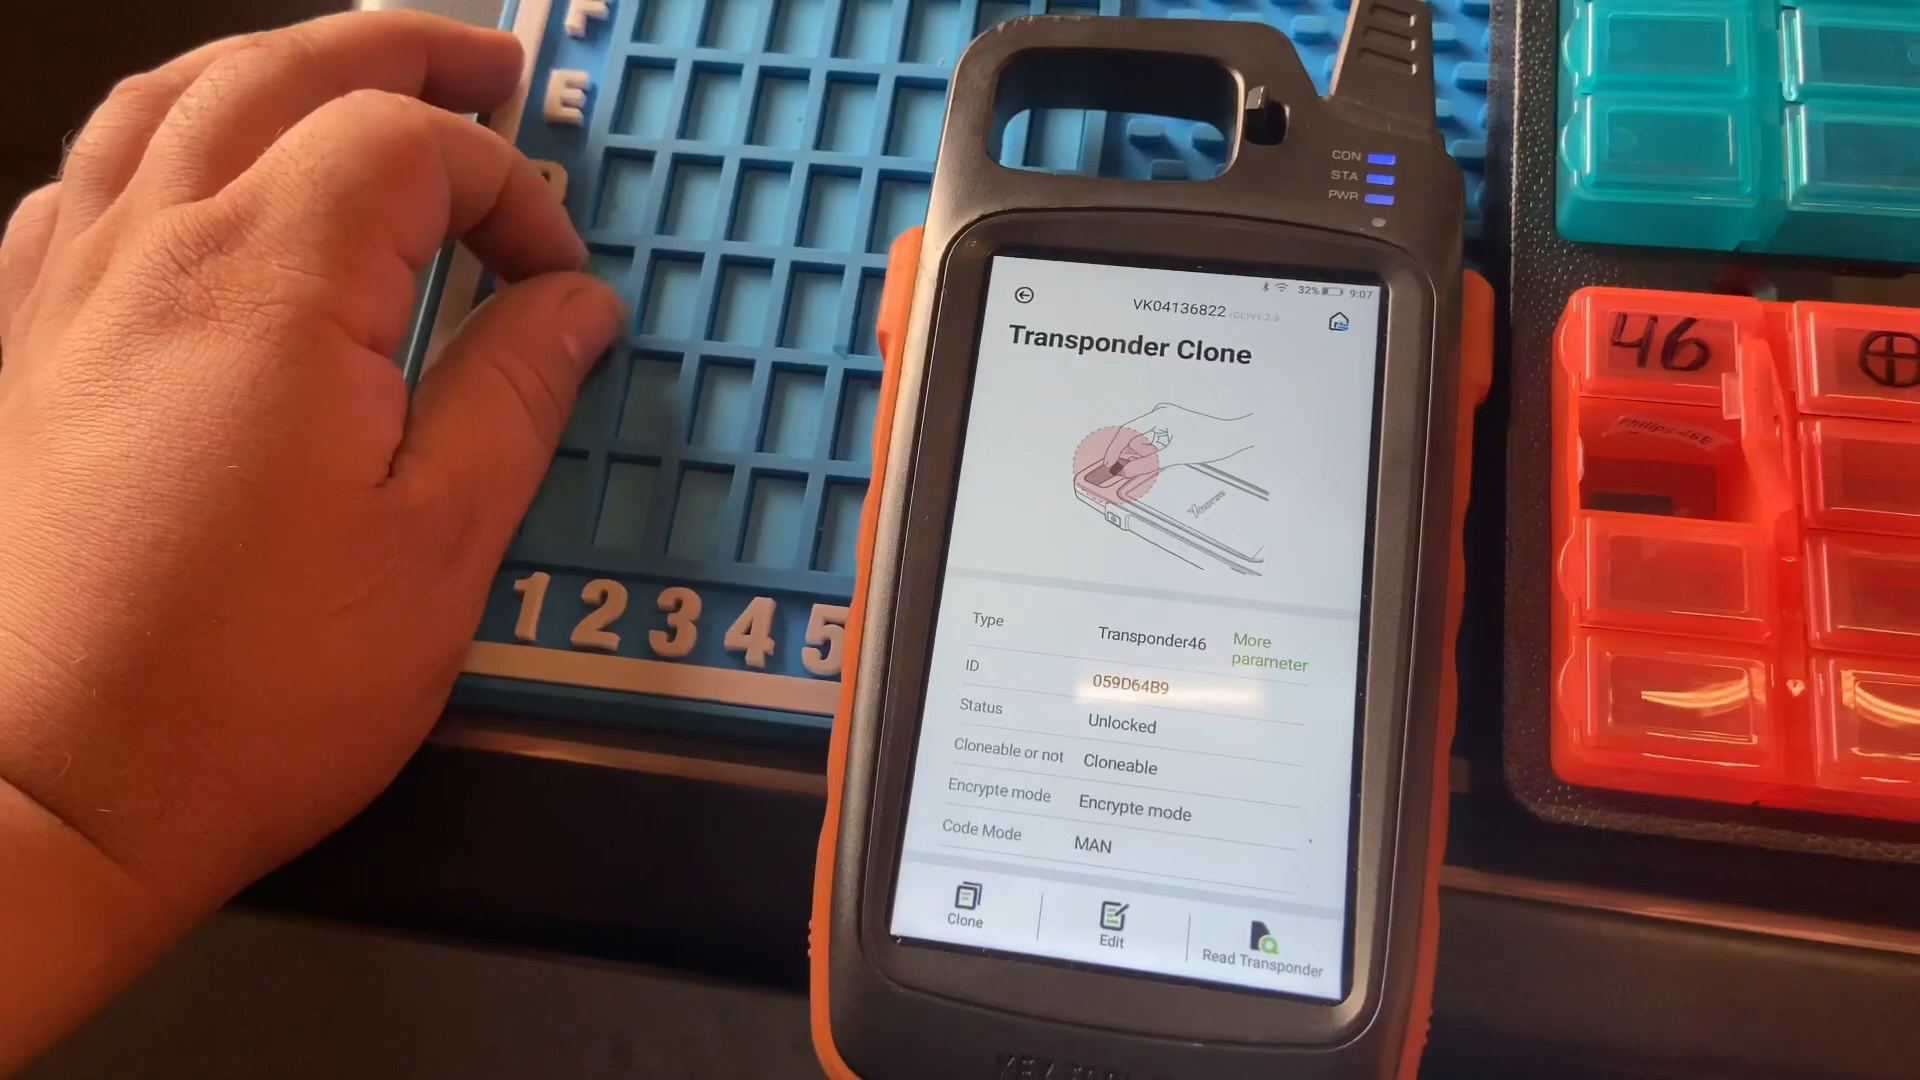 F
E
1 2 3 4 5
CON
STA
PWR
32% 9:07
VK04136822
Transponder Clone
Type Transponder46 More parameter
ID 059D64B9
Status Unlocked
Cloneable or not Cloneable
Encrypte mode Encrypte mode
Code Mode MAN
Clone Edit Read Transponder
46
Philips 46E